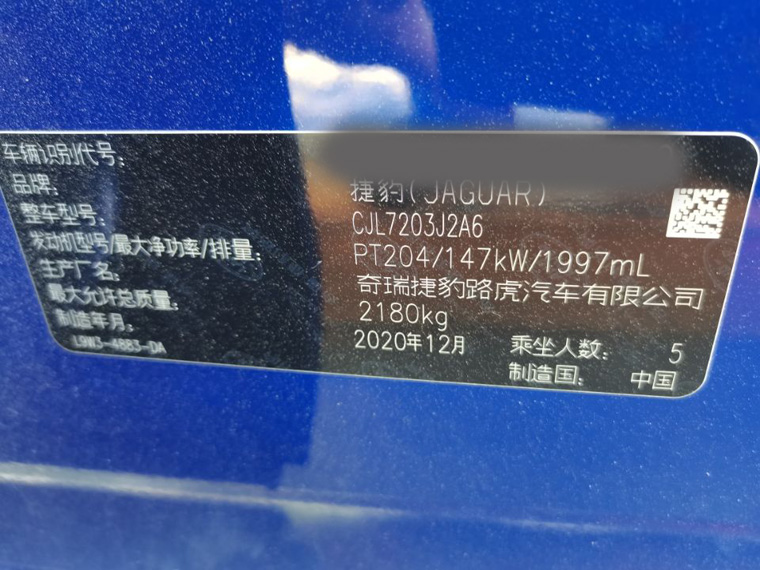 车辆识别代号:
品牌: 捷豹(JAGUAR)
整车型号: CJL7203J2A6
发动机型号/最大净功率/排量: PT204/147kW/1997mL
生产厂名: 奇瑞捷豹路虎汽车有限公司
最大允许总质量: 2180kg
制造年月: 2020年12月 乘坐人数: 5
制造国: 中国